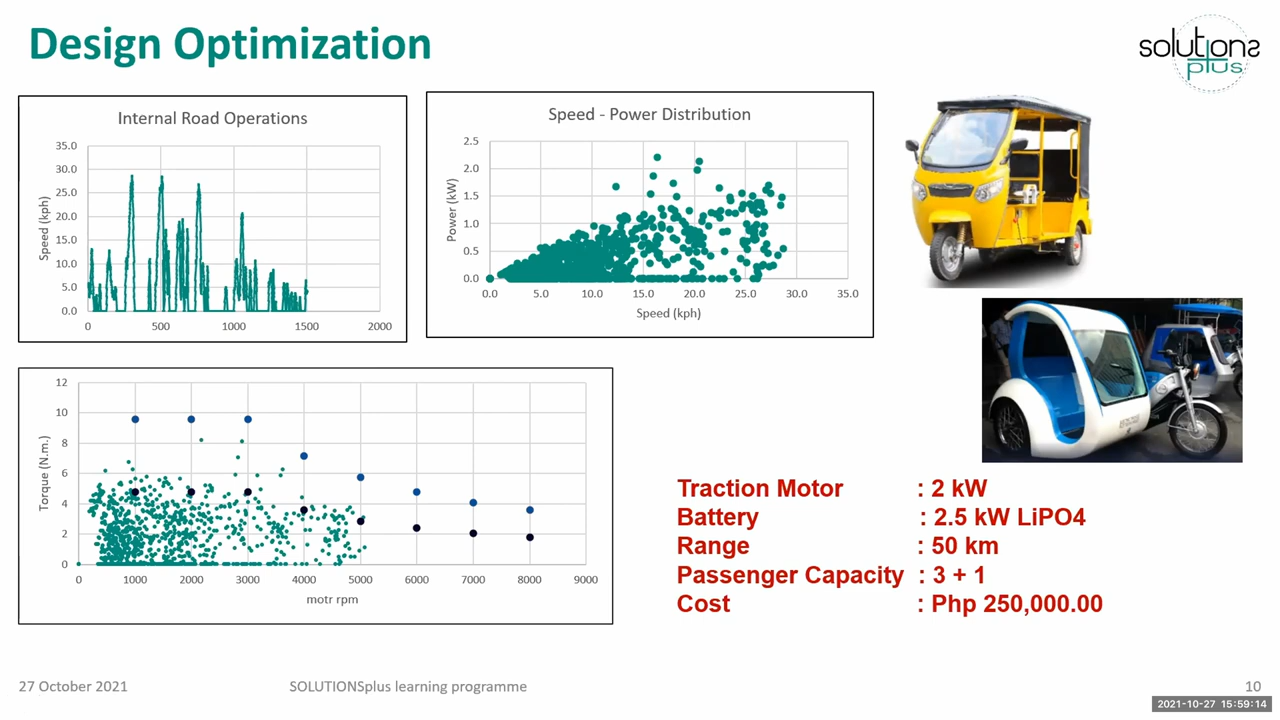 Design Optimization
solutions
plus
Internal Road Operations
35.0
30.0
25.0
20.0
15.0
10.0
5.0
0.0
Speed (kph)
0 500 1000 1500 2000
Speed - Power Distribution
2.5
2.0
1.5
1.0
0.5
0.0
Power (kW)
0.0 5.0 10.0 15.0 20.0 25.0 30.0 35.0
Speed (kph)
12
10
8
6
4
2
0
Torque (N.m.)
0 1000 2000 3000 4000 5000 6000 7000 8000 9000
motr rpm
Traction Motor : 2 kW
Battery : 2.5 kW LiPO4
Range : 50 km
Passenger Capacity : 3 + 1
Cost : Php 250,000.00
27 October 2021 SOLUTIONSplus learning programme 10
2021-10-27 15:59:14